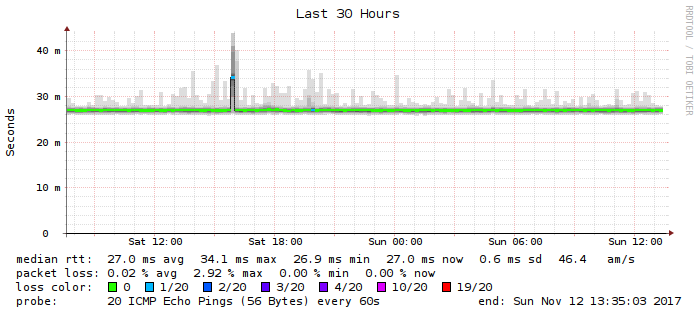 Last 30 Hours
RRDTOOL / TOBI OETIKER
Seconds
40 m
30 m
20 m
10 m
0
Sat 12:00 Sat 18:00 Sun 00:00 Sun 06:00 Sun 12:00
median rtt: 27.0 ms avg 34.1 ms max 26.9 ms min 27.0 ms now 0.6 ms sd 46.4 am/s
packet loss: 0.02 % avg 2.92 % max 0.00 % min 0.00 % now
loss color: 0 1/20 2/20 3/20 4/20 10/20 19/20
probe: 20 ICMP Echo Pings (56 Bytes) every 60s end: Sun Nov 12 13:35:03 2017